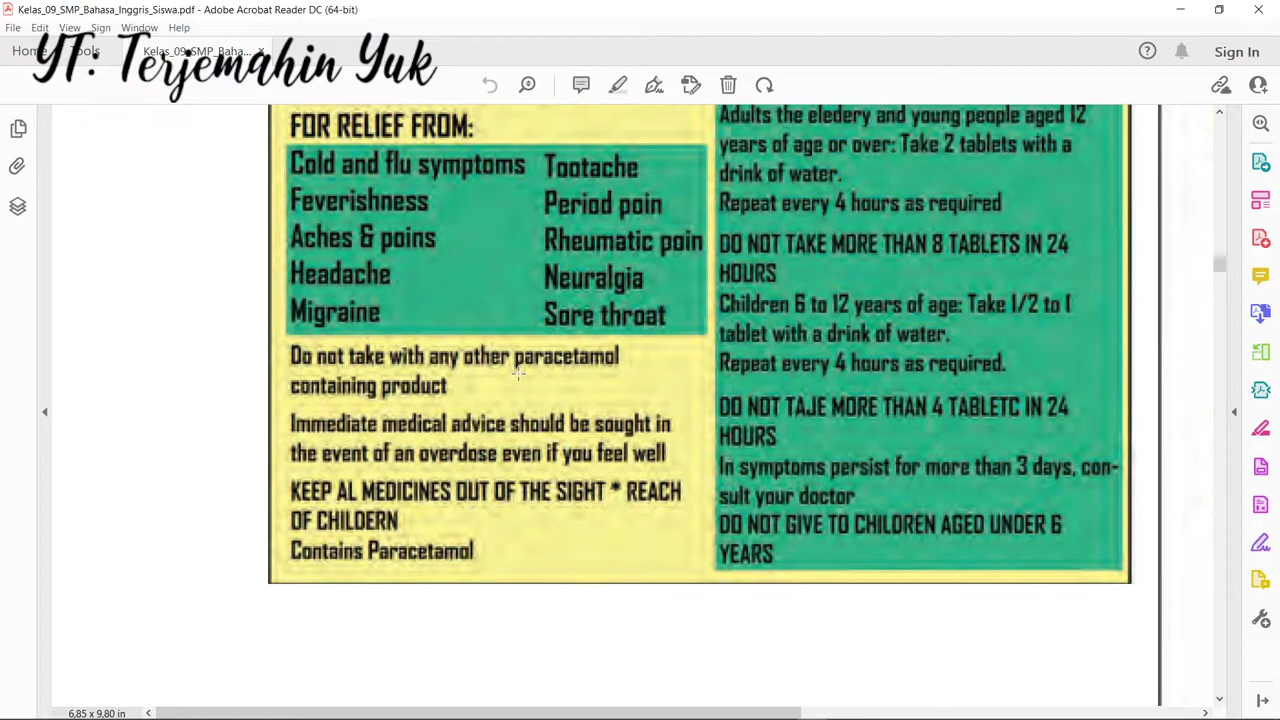 Kelas_09_SMP_Bahasa_Inggris_Siswa.pdf - Adobe Acrobat Reader DC (64-bit)
File Edit View Sign Window Help
Home Tools Kelas_09_SMP_Baha... ×
YT: Terjemahin Yuk
Sign In
FOR RELIEF FROM:
Cold and flu symptoms Tootache
Feverishness Period poin
Aches & poins Rheumatic poin
Headache Neuralgia
Migraine Sore throat
Do not take with any other paracetamol
containing product
Immediate medical advice should be sought in
the event of an overdose even if you feel well
KEEP AL MEDICINES OUT OF THE SIGHT * REACH
OF CHILDERN
Contains Paracetamol
Adults the eledery and young people aged 12
years of age or over: Take 2 tablets with a
drink of water.
Repeat every 4 hours as required
DO NOT TAKE MORE THAN 8 TABLETS IN 24
HOURS
Children 6 to 12 years of age: Take 1/2 to 1
tablet with a drink of water.
Repeat every 4 hours as required.
DO NOT TAJE MORE THAN 4 TABLETC IN 24
HOURS
In symptoms persist for more than 3 days, con-
sult your doctor
DO NOT GIVE TO CHILDREN AGED UNDER 6
YEARS
6,85 x 9,80 in